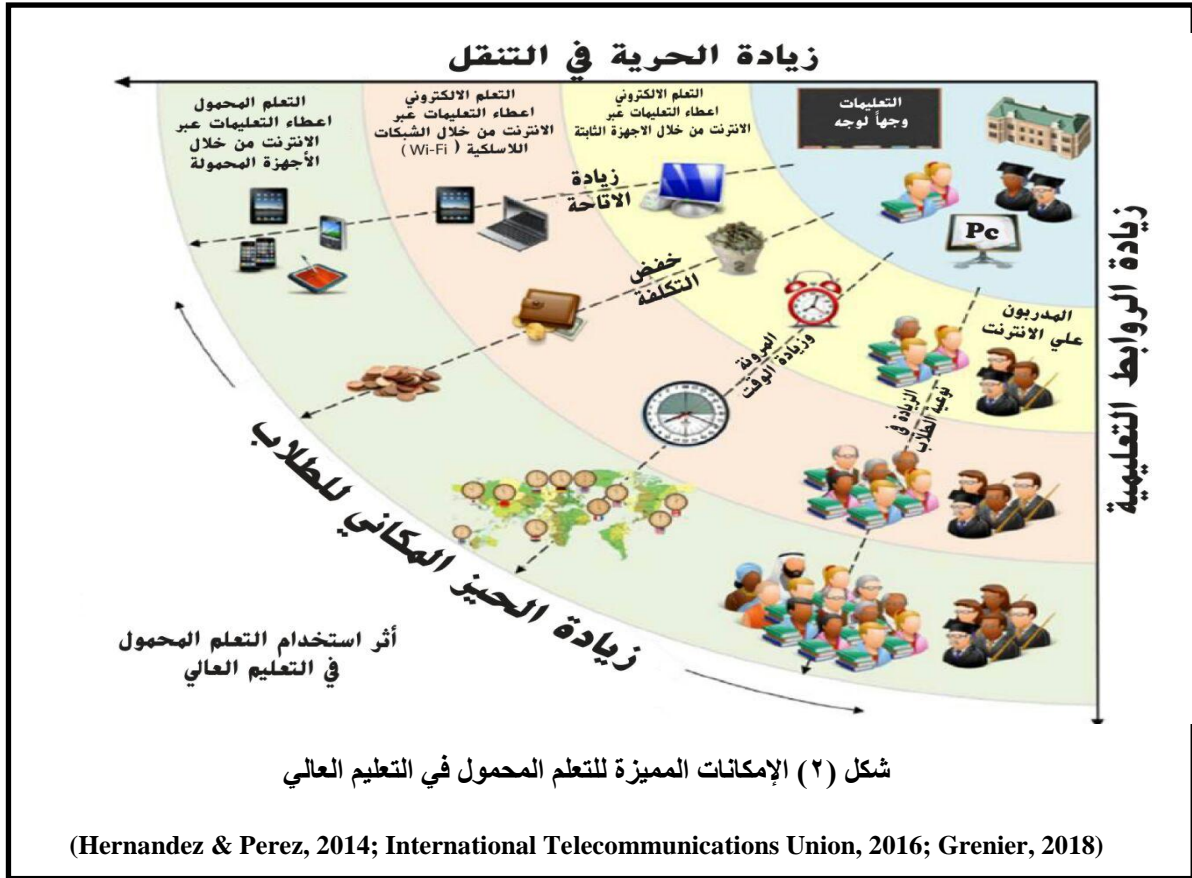 زيادة الحرية في التنقل
التعليمات
وجهاً لوجه
التعلم الالكتروني
اعطاء التعليمات عبر
الانترنت من خلال الاجهزة الثابتة
التعلم الالكتروني
اعطاء التعليمات عبر
الانترنت من خلال الشبكات
اللاسلكية ( Wi-Fi )
التعلم المحمول
اعطاء التعليمات عبر
الانترنت من خلال
الأجهزة المحمولة
زيادة
الاتاحة
خفض
التكلفة
المرونة
وزيادة الوقت
الزيادة في
نوعية الطلاب
Pc
المدربون
علي الانترنت
زيادة الروابط التعليمية
زيادة الحيز المكاني للطلاب
أثر استخدام التعلم المحمول
في التعليم العالي
شكل (٢) الإمكانات المميزة للتعلم المحمول في التعليم العالي
(Hernandez & Perez, 2014; International Telecommunications Union, 2016; Grenier, 2018)